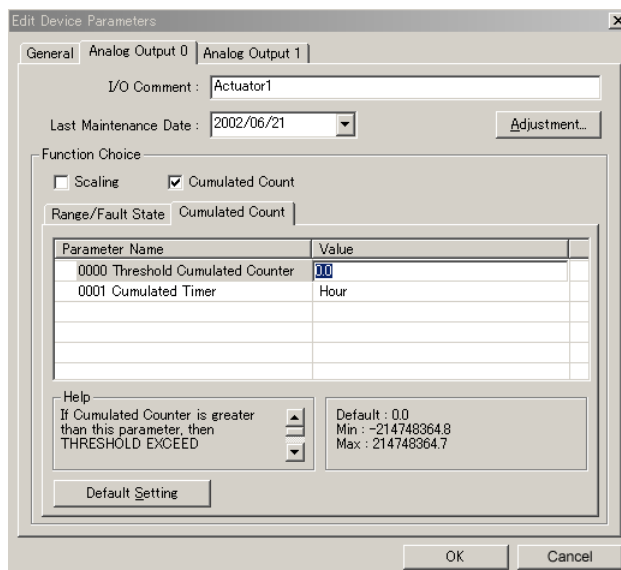 Edit Device Parameters
General Analog Output 0 Analog Output 1
I/O Comment : Actuator1
Last Maintenance Date : 2002/06/21 Adjustment...
Function Choice
Scaling Cumulated Count
Range/Fault State Cumulated Count
Parameter Name Value
0000 Threshold Cumulated Counter 0.0
0001 Cumulated Timer Hour
Help
If Cumulated Counter is greater
than this parameter, then
THRESHOLD EXCEED
Default : 0.0
Min : -214748364.8
Max : 214748364.7
Default Setting
OK Cancel